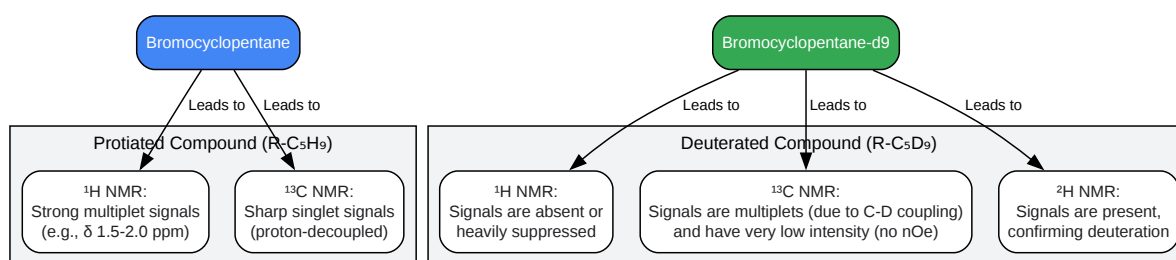 Bromocyclopentane
Bromocyclopentane-d9
Leads to
Leads to
Leads to
Leads to
Leads to
Protiated Compound (R-C₅H₉)
Deuterated Compound (R-C₅D₉)
¹H NMR:
Strong multiplet signals
(e.g., δ 1.5-2.0 ppm)
¹³C NMR:
Sharp singlet signals
(proton-decoupled)
¹H NMR:
Signals are absent or
heavily suppressed
¹³C NMR:
Signals are multiplets (due to C-D coupling)
and have very low intensity (no nOe)
²H NMR:
Signals are present,
confirming deuteration